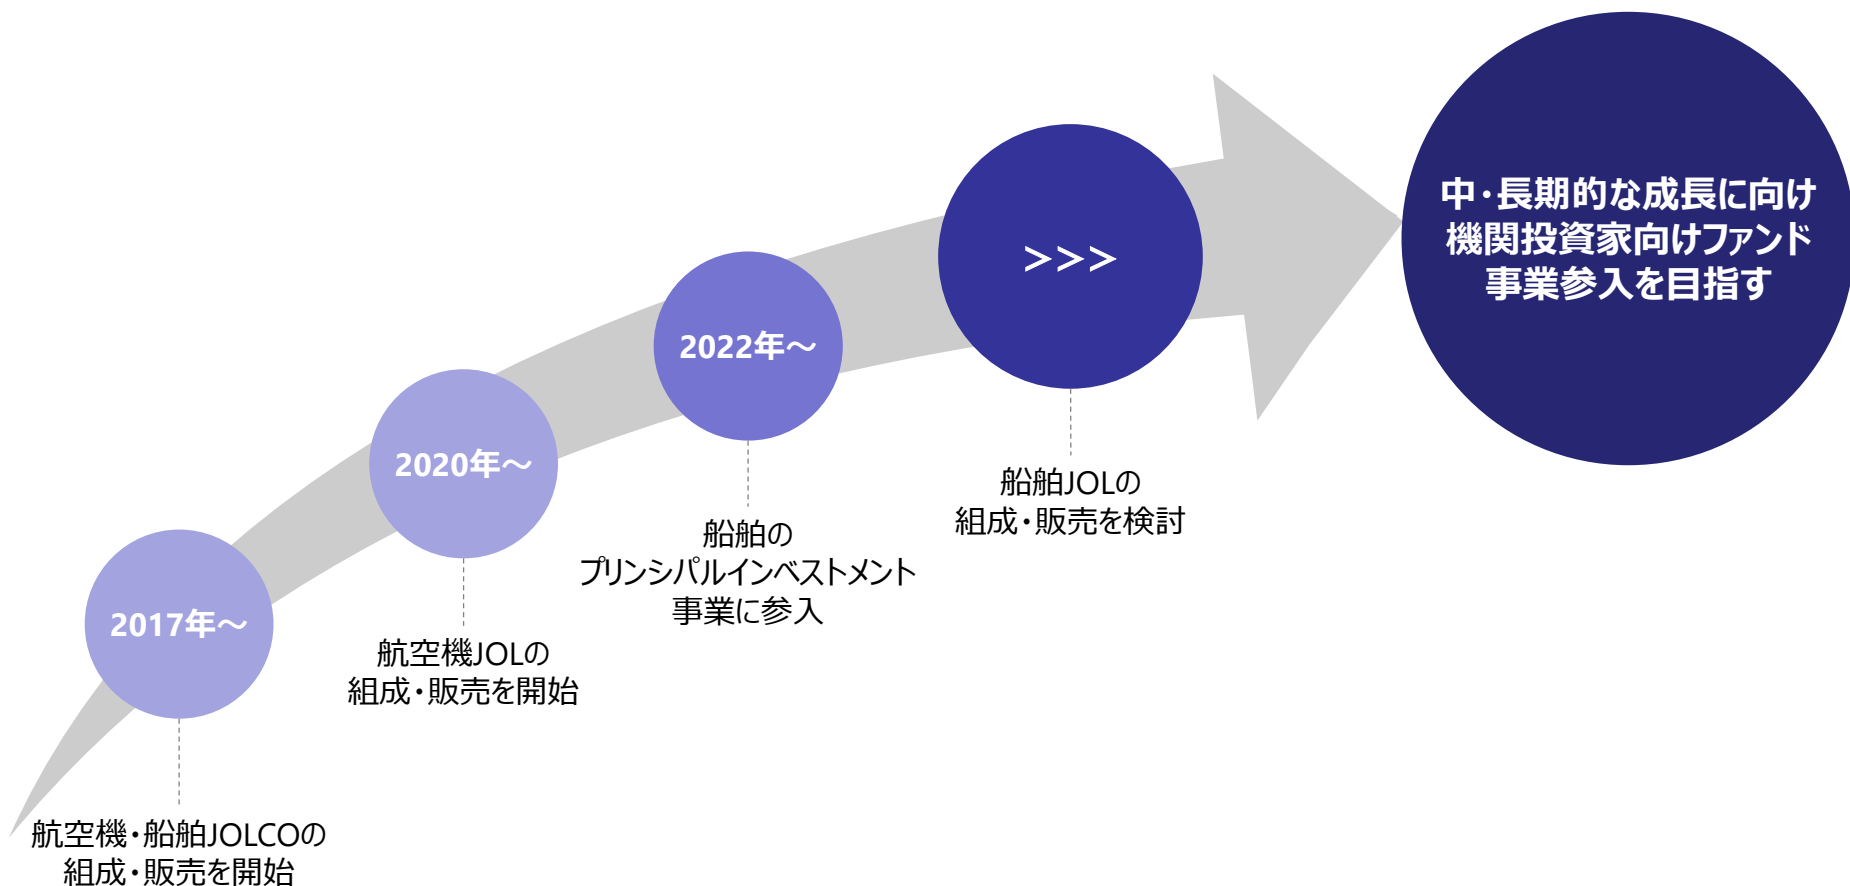 2017年～
航空機・船舶JOLCOの
組成・販売を開始
2020年～
航空機JOLの
組成・販売を開始
2022年～
船舶の
プリンシパルインベストメント
事業に参入
>>>
船舶JOLの
組成・販売を検討
中・長期的な成長に向け
機関投資家向けファンド
事業参入を目指す